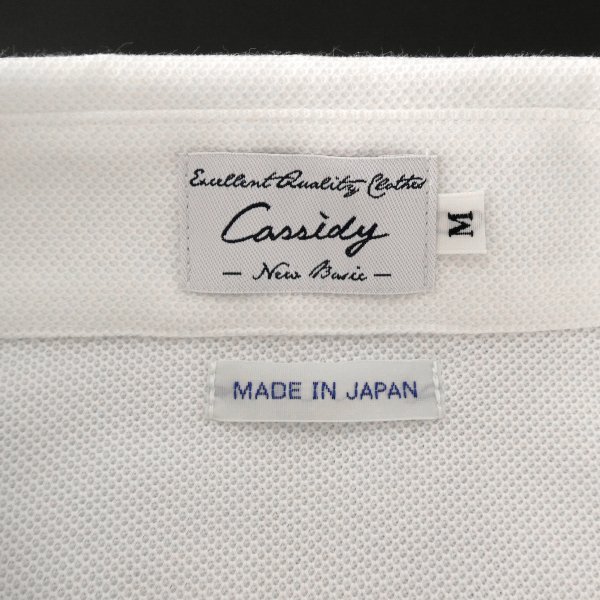 Excellent Quality Clothes
Cassidy
— New Basic —
M
MADE IN JAPAN